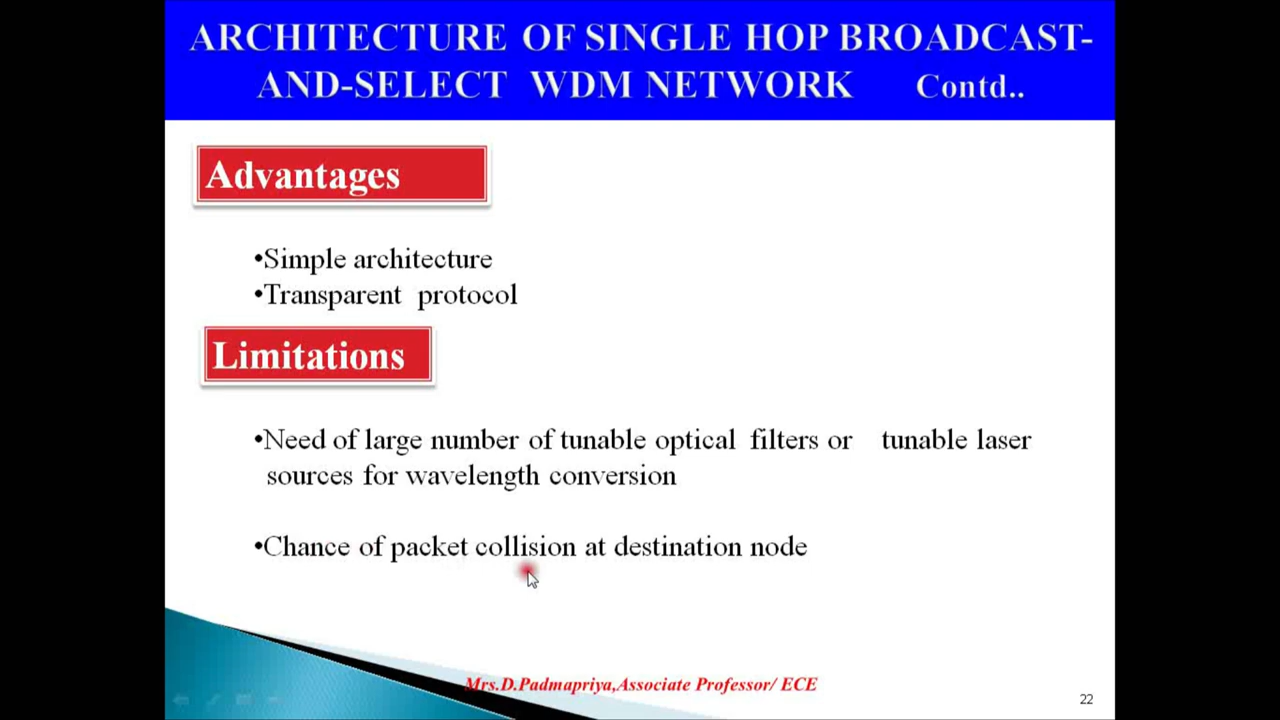 ARCHITECTURE OF SINGLE HOP BROADCAST-
AND-SELECT WDM NETWORK Contd..
Advantages
•Simple architecture
•Transparent protocol
Limitations
•Need of large number of tunable optical filters or tunable laser
sources for wavelength conversion
•Chance of packet collision at destination node
Mrs.D.Padmapriya,Associate Professor/ ECE
22